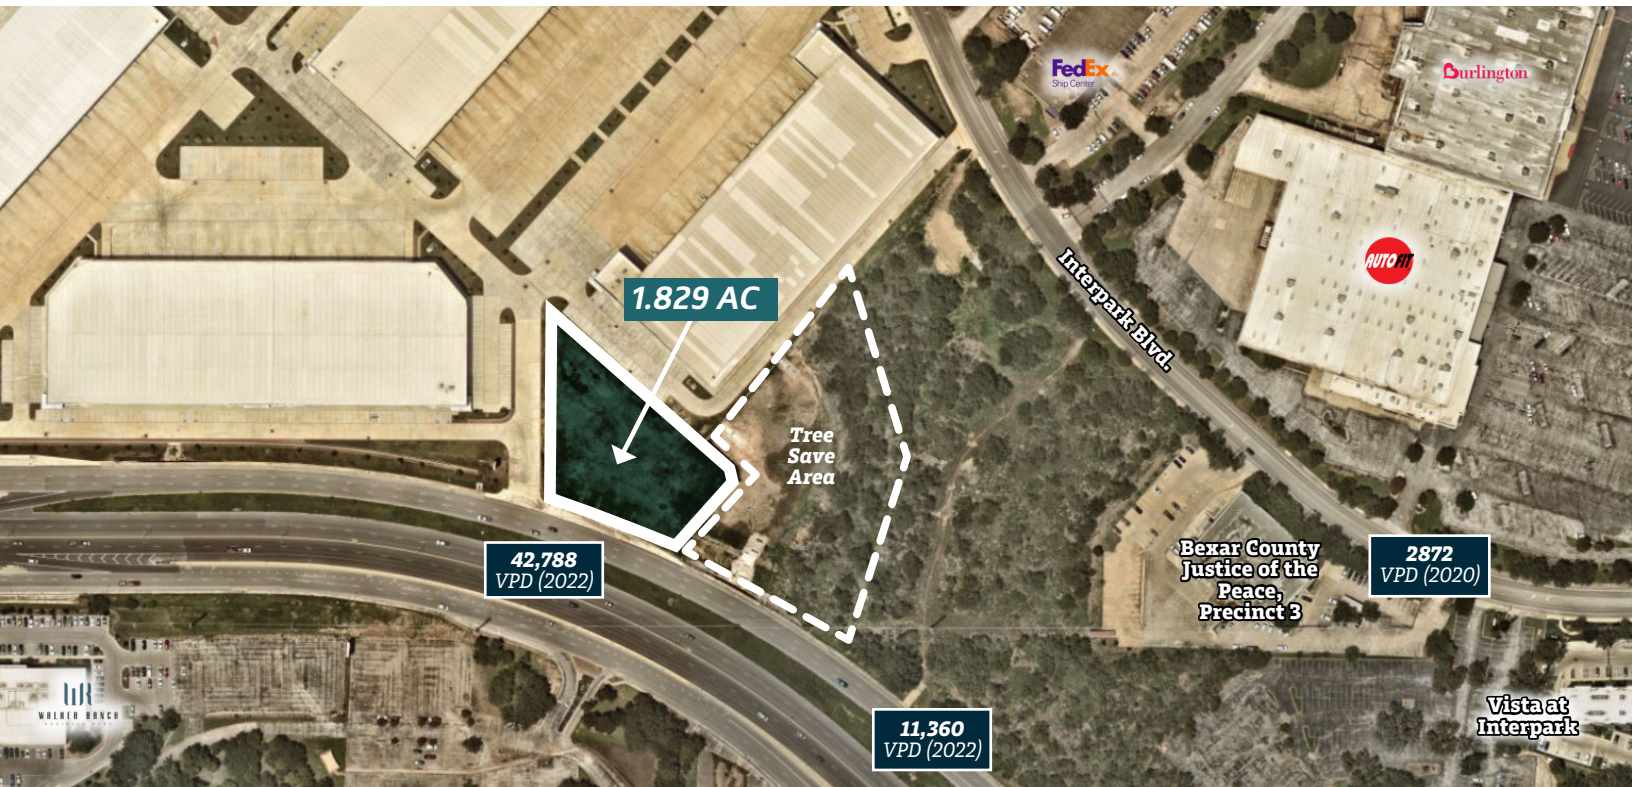 FedEx
Ship Center
Burlington
AUTOFIT
1.829 AC
Interpark Blvd.
Tree
Save
Area
42,788
VPD (2022)
Bexar County
Justice of the
Peace,
Precinct 3
2872
VPD (2020)
WR
WALKER RANCH
11,360
VPD (2022)
Vista at
Interpark